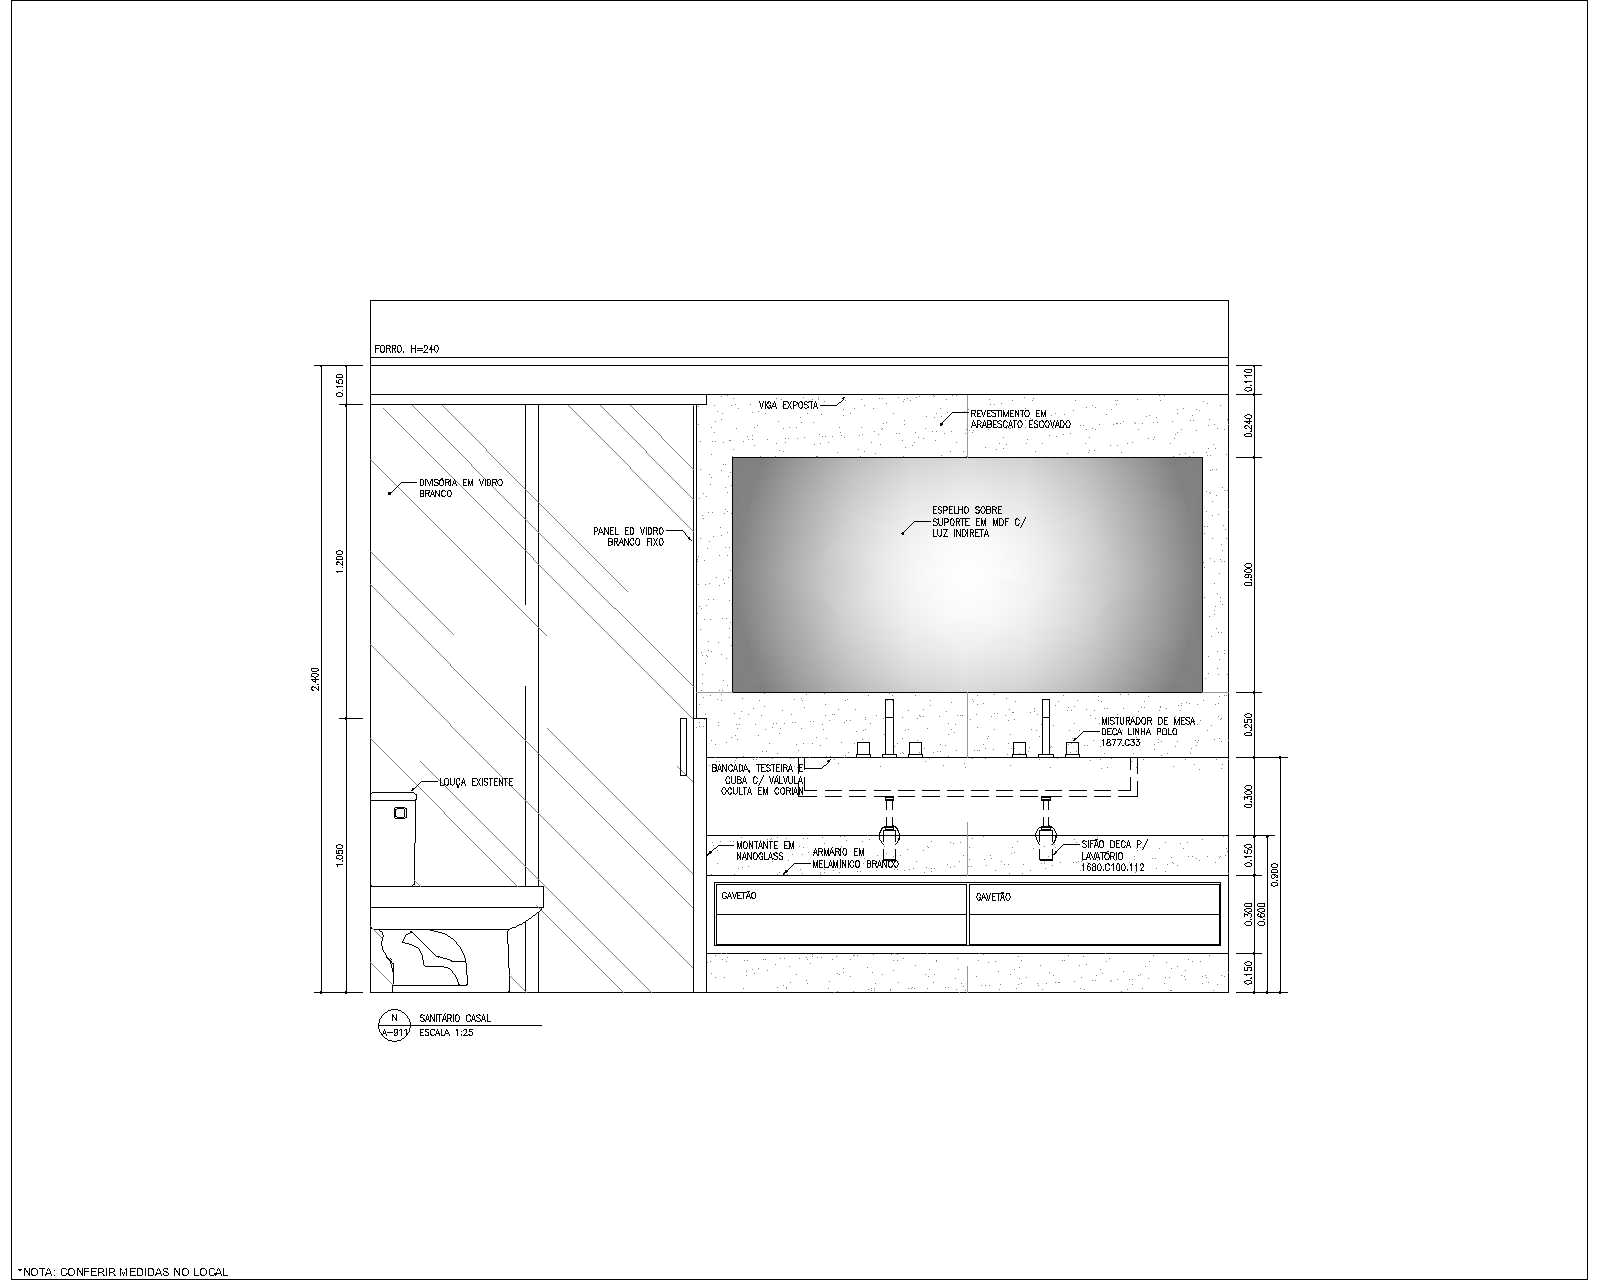 FORRO. H=240
0.150
0.110
VIGA EXPOSTA
REVESTIMENTO EM
ARABESCATO ESCOVADO
0.240
DIVISÓRIA EM VIDRO
BRANCO
ESPELHO SOBRE
SUPORTE EM MDF C/
LUZ INDIRETA
PANEL ED VIDRO
BRANCO FIXO
1.200
0.900
2.400
MISTURADOR DE MESA
DECA LINHA POLO
1877.C33
0.250
BANCADA, TESTEIRA E
CUBA C/ VÁLVULA
OCULTA EM CORIAN
LOUÇA EXISTENTE
0.300
MONTANTE EM
NANOGLASS
ARMÁRIO EM
MELAMÍNICO BRANCO
SIFÃO DECA P/
LAVATÓRIO
1680.C100.112
1.050
0.150
0.900
GAVETÃO
GAVETÃO
0.300
0.600
0.150
N
A-911
SANITÁRIO CASAL
ESCALA 1:25
*NOTA: CONFERIR MEDIDAS NO LOCAL